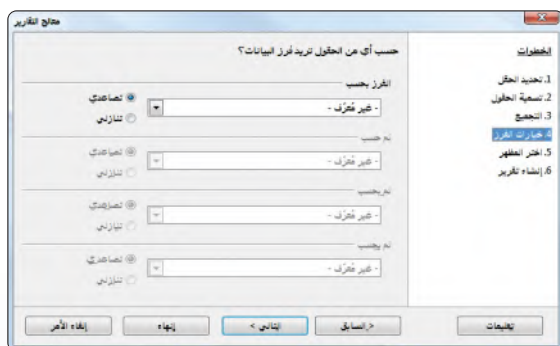 معالج التقارير
الخطوات
1. تحديد الحقل
2. تسمية الحقول
3. التجميع
4. خيارات الفرز
5. اختر المظهر
6. إنشاء تقرير
حسب أي من الحقول تريد فرز البيانات؟
الفرز بحسب
- غير مُعرّف -
تصاعدي
تنازلي
ثم حسب
- غير مُعرّف -
تصاعدي
تنازلي
ثم بحسب
- غير مُعرّف -
تصاعدي
تنازلي
ثم بحسب
- غير مُعرّف -
تصاعدي
تنازلي
تعليمات
< السابق
التالي >
إنهاء
إلغاء الأمر